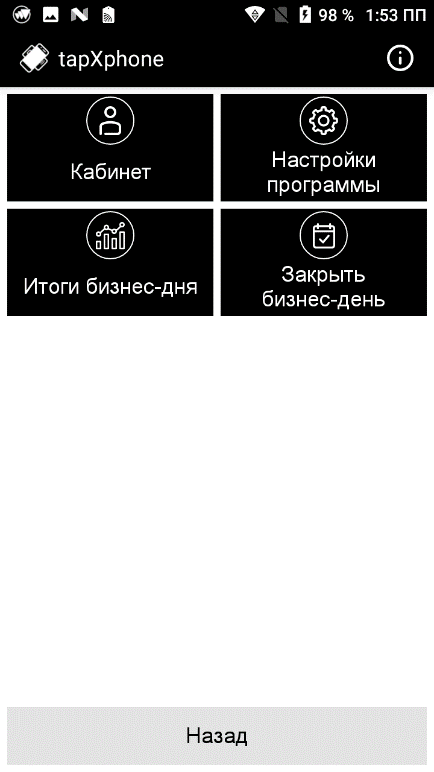 98 % 1:53 ПП
tapXphone
Кабинет
Настройки
программы
Итоги бизнес-дня
Закрыть
бизнес-день
Назад